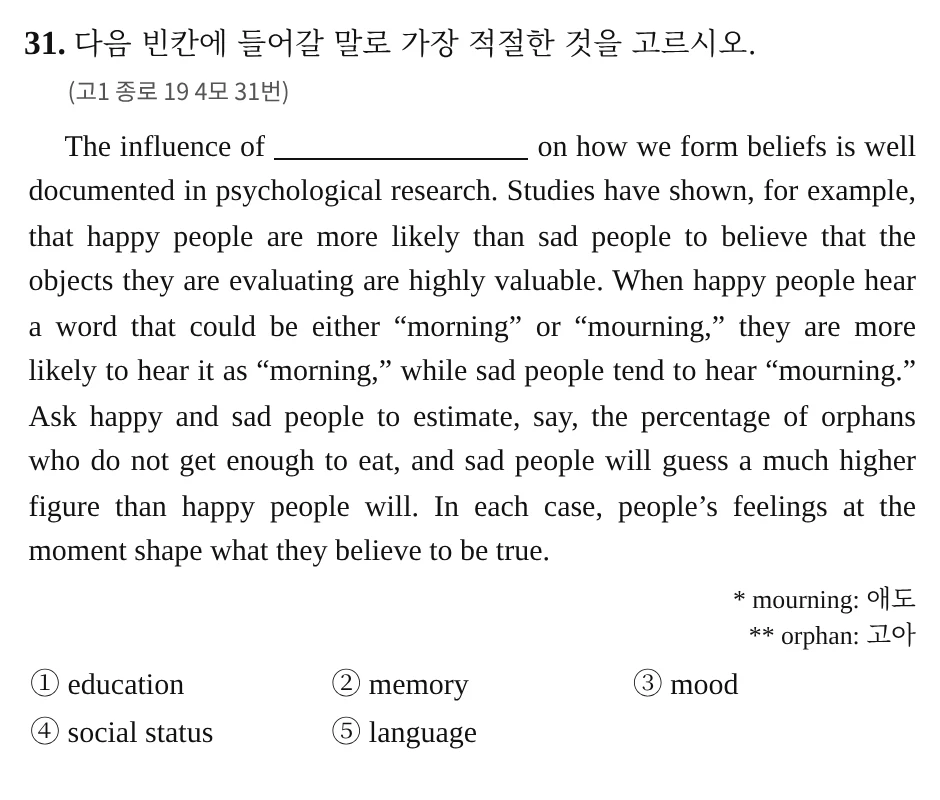 31. 다음 빈칸에 들어갈 말로 가장 적절한 것을 고르시오.
(고1 종로 19 4모 31번)
The influence of ________________ on how we form beliefs is well
documented in psychological research. Studies have shown, for example,
that happy people are more likely than sad people to believe that the
objects they are evaluating are highly valuable. When happy people hear
a word that could be either “morning” or “mourning,” they are more
likely to hear it as “morning,” while sad people tend to hear “mourning.”
Ask happy and sad people to estimate, say, the percentage of orphans
who do not get enough to eat, and sad people will guess a much higher
figure than happy people will. In each case, people’s feelings at the
moment shape what they believe to be true.
* mourning: 애도
** orphan: 고아
① education ② memory ③ mood
④ social status ⑤ language